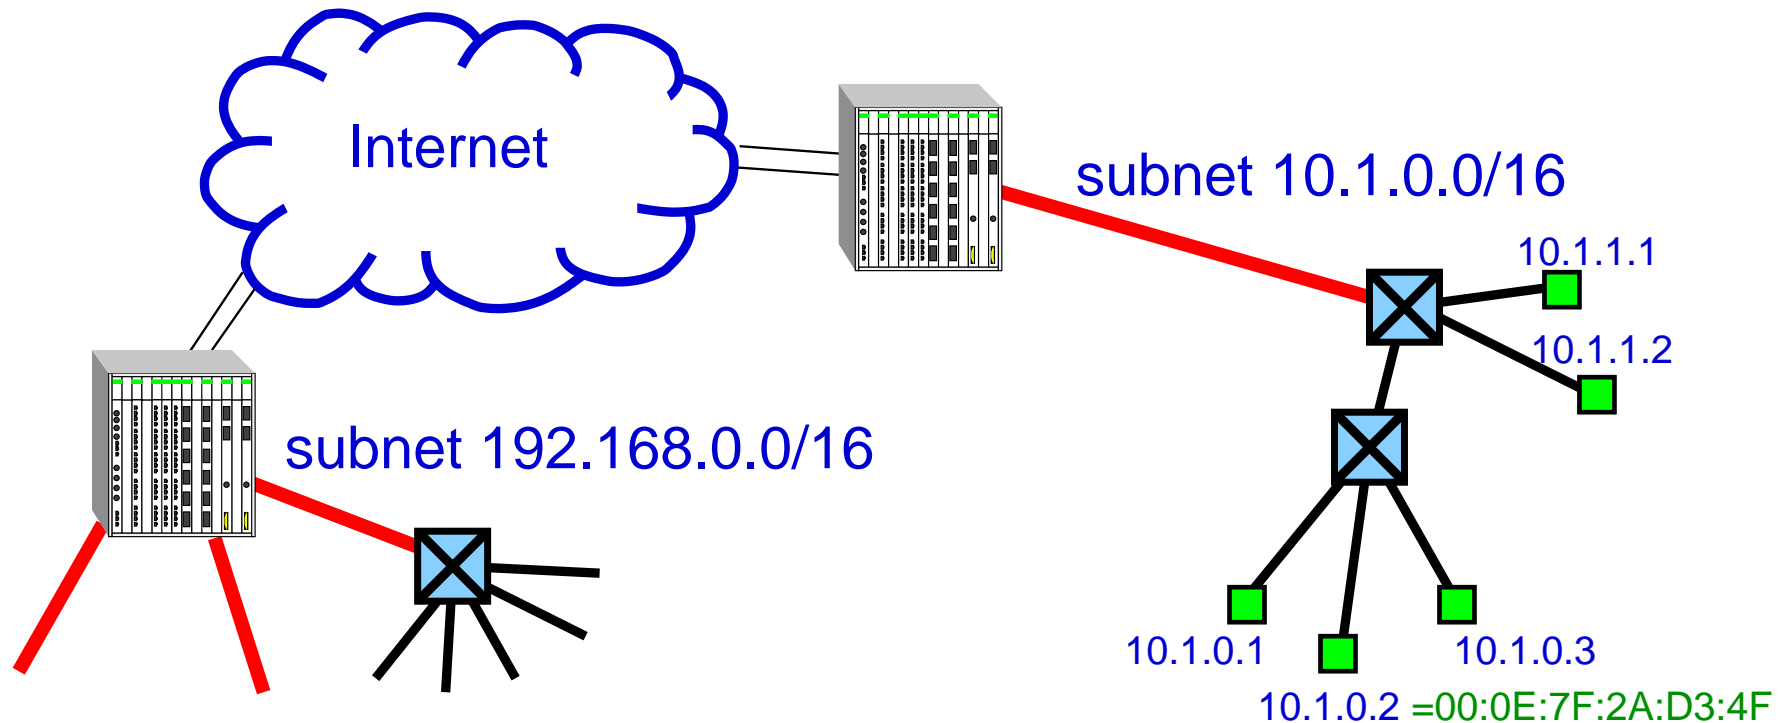 Internet
subnet 10.1.0.0/16
10.1.1.1
10.1.1.2
subnet 192.168.0.0/16
10.1.0.1
10.1.0.3
10.1.0.2 =00:0E:7F:2A:D3:4F